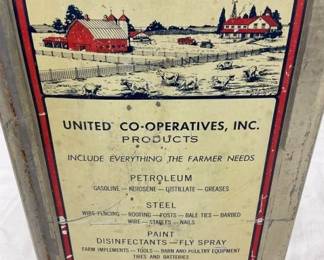 UNITED CO-OPERATIVES, INC.
PRODUCTS
INCLUDE EVERYTHING THE FARMER NEEDS
PETROLEUM
GASOLINE — KEROSENE — DISTILLATE — GREASES
STEEL
WIRE-FENCING — ROOFING — POSTS — BALE TIES — BARBED
WIRE — STAPLES — NAILS
PAINT
DISINFECTANTS — FLY SPRAY
FARM IMPLEMENTS — TOOLS — BARN AND POULTRY EQUIPMENT
TIRES AND BATTERIES